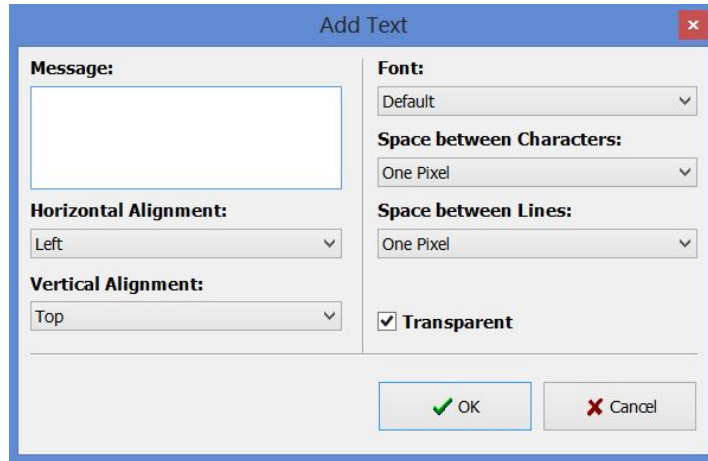 Add Text
Message:
Horizontal Alignment:
Left
Vertical Alignment:
Top
Font:
Default
Space between Characters:
One Pixel
Space between Lines:
One Pixel
Transparent
OK
Cancel